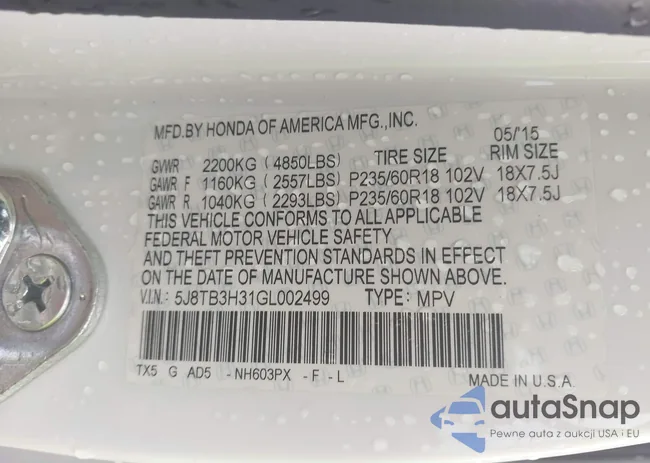 MFD.BY HONDA OF AMERICA MFG.,INC. 05/'15
GVWR 2200KG (4850LBS) TIRE SIZE RIM SIZE
GAWR F 1160KG (2557LBS) P235/60R18 102V 18X7.5J
GAWR R 1040KG (2293LBS) P235/60R18 102V 18X7.5J
THIS VEHICLE CONFORMS TO ALL APPLICABLE
FEDERAL MOTOR VEHICLE SAFETY
AND THEFT PREVENTION STANDARDS IN EFFECT
ON THE DATE OF MANUFACTURE SHOWN ABOVE.
V.I.N.: 5J8TB3H31GL002499 TYPE: MPV
TX5 G AD5 -NH603PX -F-L MADE IN U.S.A.
autaSnap
Pewne auta z aukcji USA i EU